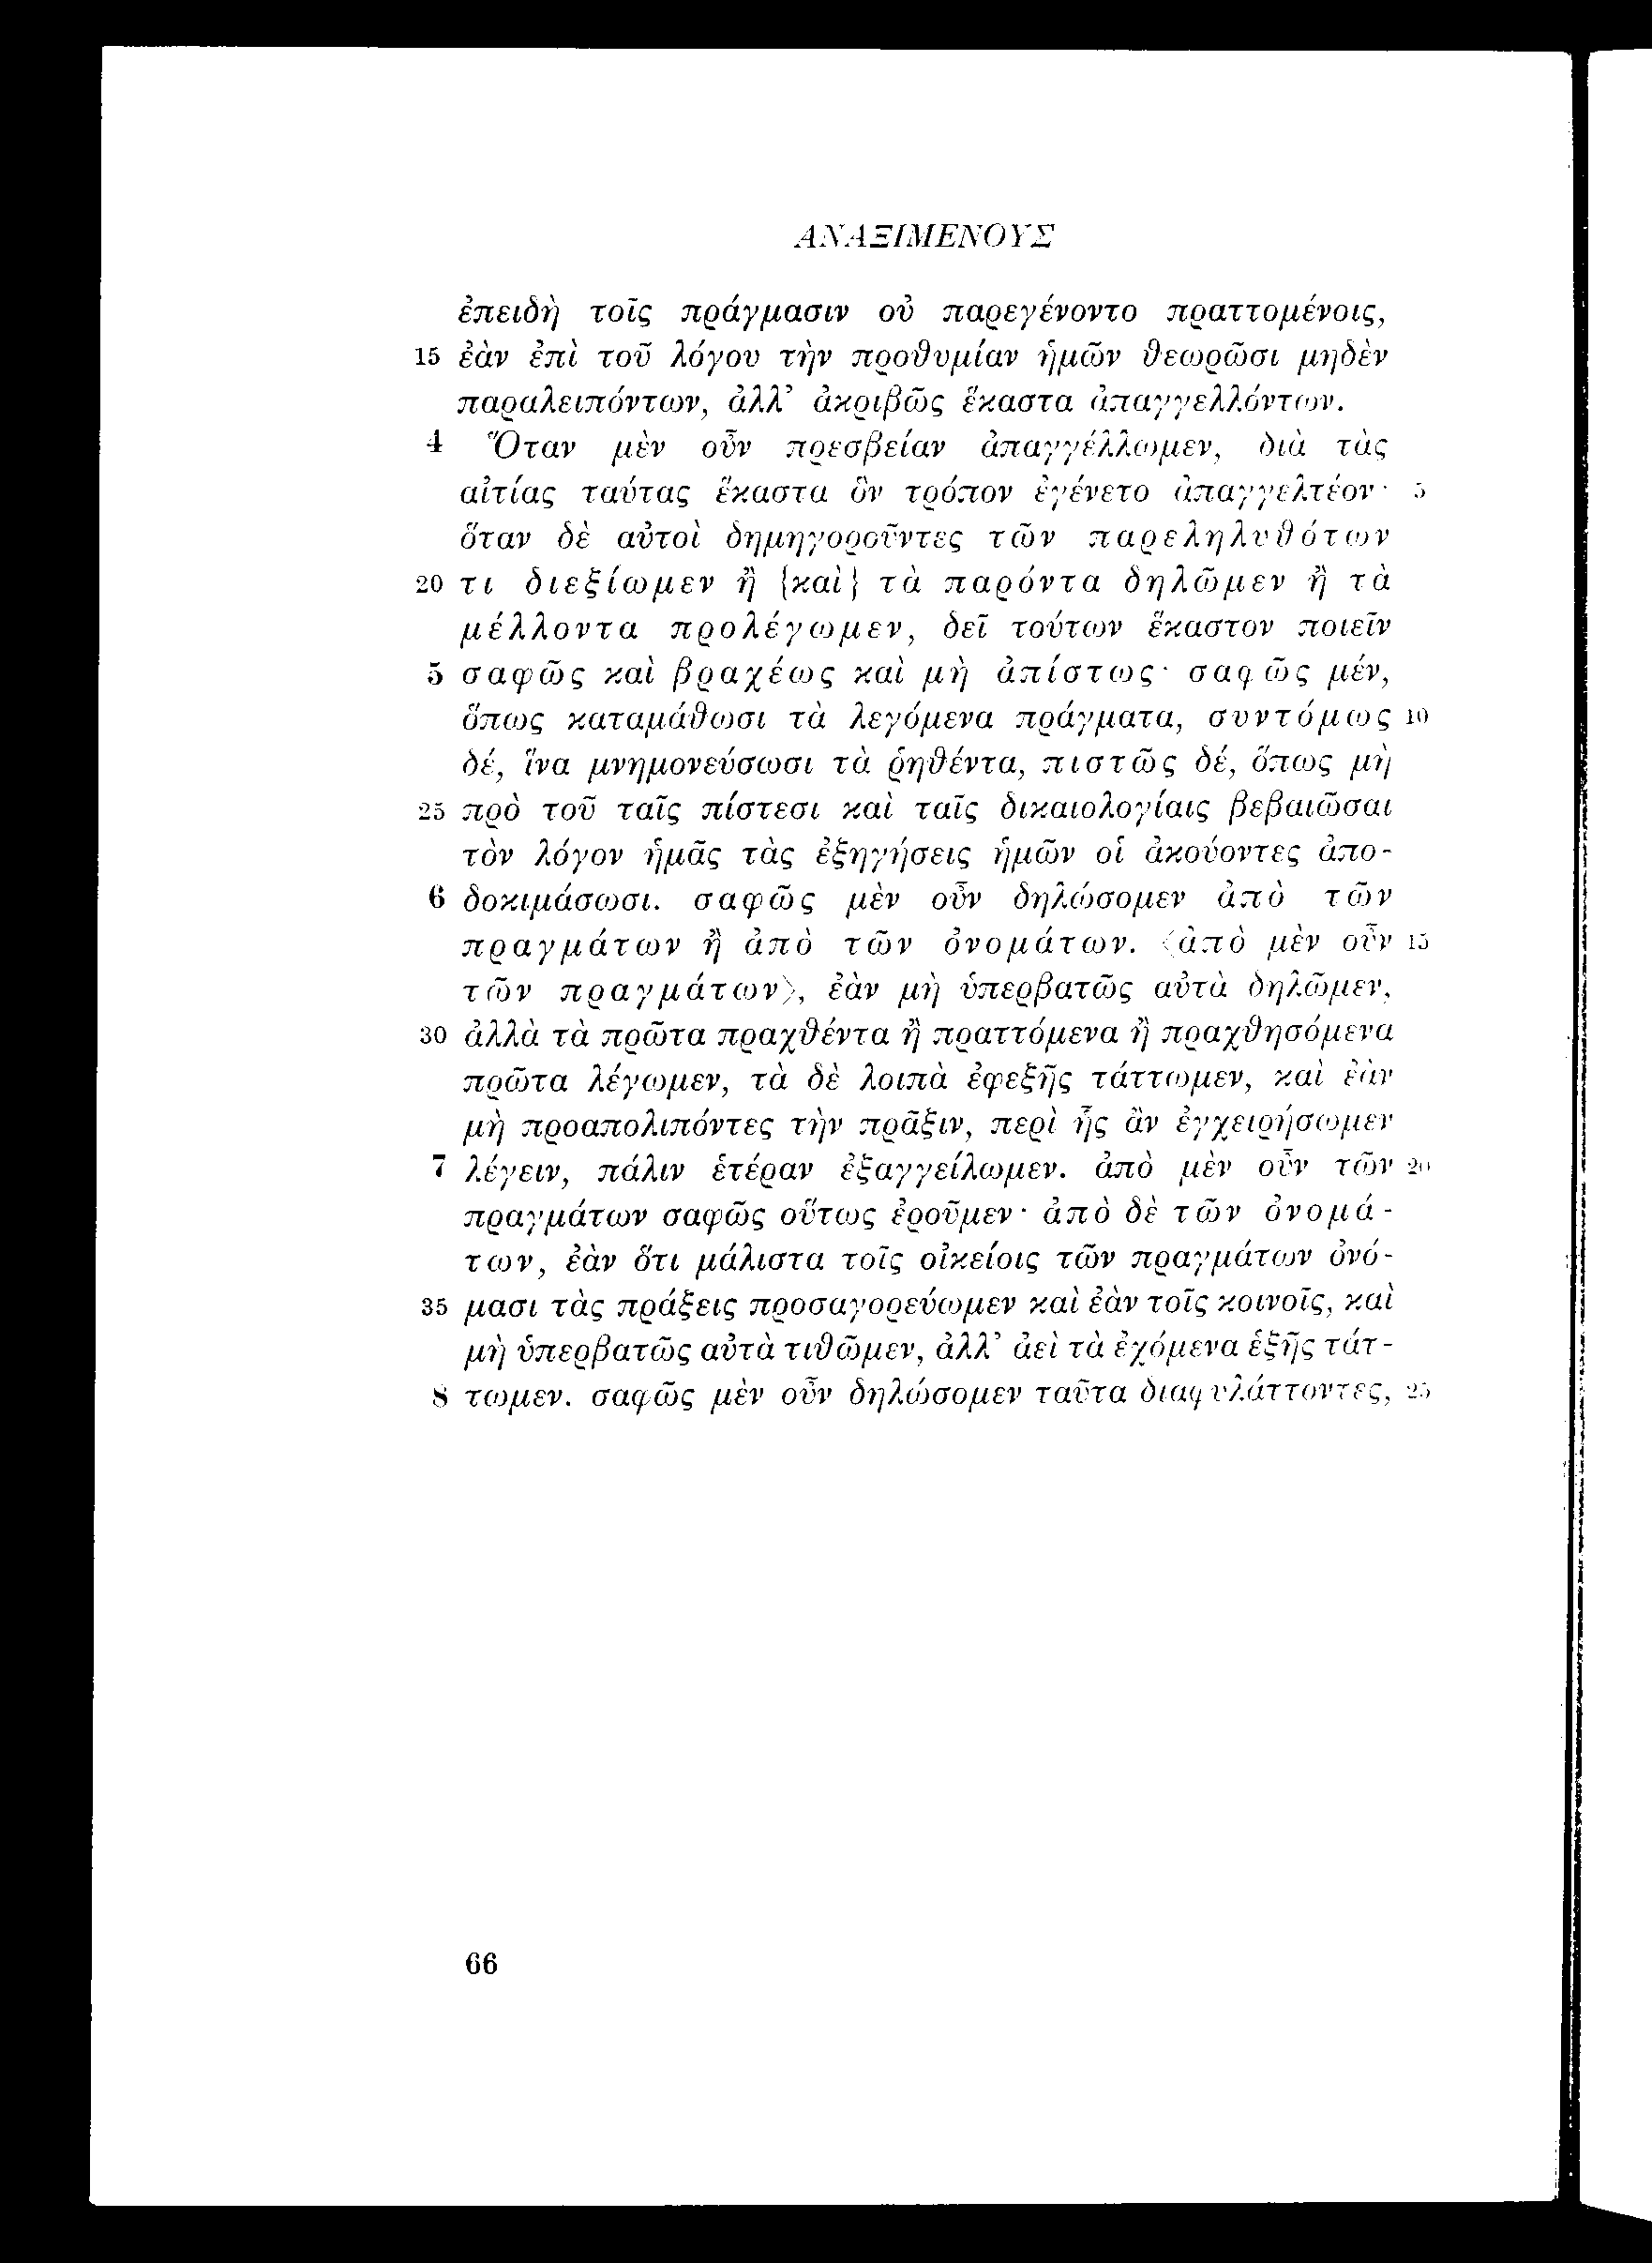 ΑΝΑΞΙΜΕΝΟΥΣ
ἐπειδὴ τοῖς πράγμασιν οὐ παρεγένοντο πραττομένοις,
15 ἐὰν ἐπὶ τοῦ λόγου τὴν προθυμίαν ἡμῶν θεωρῶσι μηδὲν
παραλειπόντων, ἀλλ’ ἀκριβῶς ἕκαστα ἀπαγγελλόντων.
4 Ὅταν μὲν οὖν πρεσβείαν ἀπαγγέλλωμεν, διὰ τὰς
αἰτίας ταύτας ἕκαστα ὃν τρόπον ἐγένετο ἀπαγγελτέον· 5
ὅταν δὲ αὐτοὶ δημηγοροῦντες τῶν παρεληλυθότων
20 τι διεξίωμεν ἢ {καὶ} τὰ παρόντα δηλῶμεν ἢ τὰ
μέλλοντα προλέγωμεν, δεῖ τούτων ἕκαστον ποιεῖν
5 σαφῶς καὶ βραχέως καὶ μὴ ἀπίστως· σαφῶς μέν,
ὅπως καταμάθωσι τὰ λεγόμενα πράγματα, συντόμως 10
δέ, ἵνα μνημονεύσωσι τὰ ῥηθέντα, πιστῶς δέ, ὅπως μὴ
25 πρὸ τοῦ ταῖς πίστεσι καὶ ταῖς δικαιολογίαις βεβαιῶσαι
τὸν λόγον ἡμᾶς τὰς ἐξηγήσεις ἡμῶν οἱ ἀκούοντες ἀπο-
6 δοκιμάσωσι. σαφῶς μὲν οὖν δηλώσομεν ἀπὸ τῶν
πραγμάτων ἢ ἀπὸ τῶν ὀνομάτων. 〈ἀπὸ μὲν οὖν 15
τῶν πραγμάτων〉, ἐὰν μὴ ὑπερβατῶς αὐτὰ δηλῶμεν,
30 ἀλλὰ τὰ πρῶτα πραχθέντα ἢ πραττόμενα ἢ πραχθησόμενα
πρῶτα λέγωμεν, τὰ δὲ λοιπὰ ἐφεξῆς τάττωμεν, καὶ ἐὰν
μὴ προαπολιπόντες τὴν πρᾶξιν, περὶ ἧς ἂν ἐγχειρήσωμεν
7 λέγειν, πάλιν ἑτέραν ἐξαγγείλωμεν. ἀπὸ μὲν οὖν τῶν 20
πραγμάτων σαφῶς οὕτως ἐροῦμεν· ἀπὸ δὲ τῶν ὀνομά-
των, ἐὰν ὅτι μάλιστα τοῖς οἰκείοις τῶν πραγμάτων ὀνό-
35 μασι τὰς πράξεις προσαγορεύωμεν καὶ ἐὰν τοῖς κοινοῖς, καὶ
μὴ ὑπερβατῶς αὐτὰ τιθῶμεν, ἀλλ’ ἀεὶ τὰ ἐχόμενα ἑξῆς τάτ-
8 τωμεν. σαφῶς μὲν οὖν δηλώσομεν ταῦτα διαφυλάττοντες, 25
66